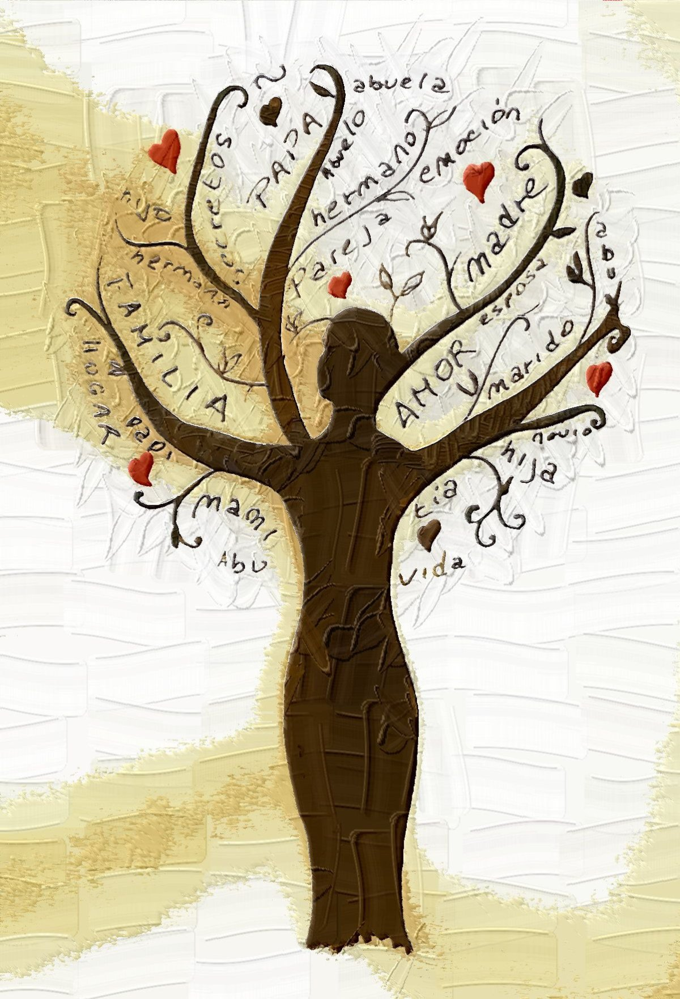 abuela
PAPA
Abuelo
hermano
emoción
hijo
Pareja
madre
abu
hermana
esposa
FAMILIA
AMOR
marido
HOGAR
papi
novio
hija
mami
tia
Abu
vida